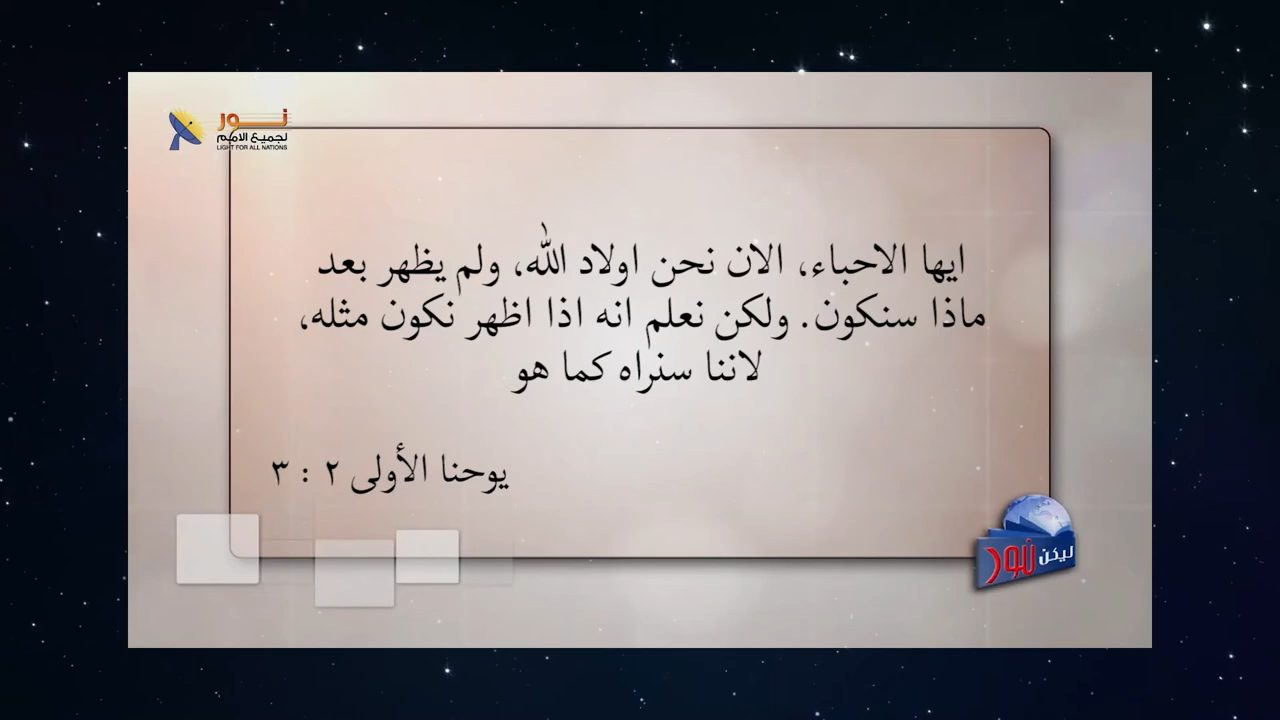 نور
لجميع الامم
LIGHT FOR ALL NATIONS
ايها الاحباء، الان نحن اولاد الله، ولم يظهر بعد
ماذا سنكون. ولكن نعلم انه اذا اظهر نكون مثله،
لاننا سنراه كما هو
يوحنا الأولى ٢ : ٣
ليكن نور